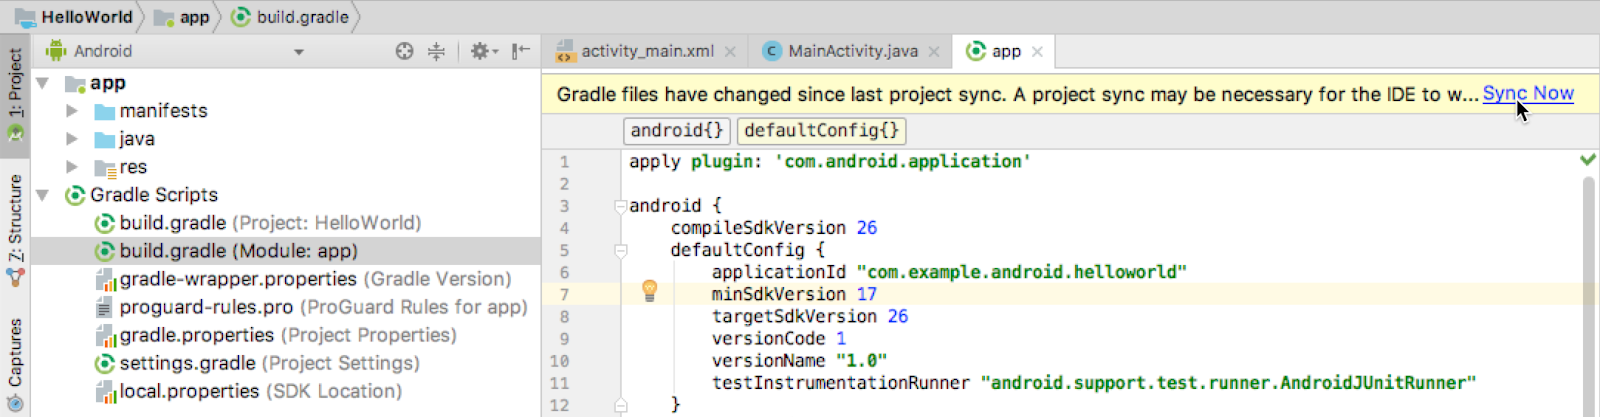 HelloWorld app build.gradle
1: Project
Z: Structure
Captures
Android
app
manifests
java
res
Gradle Scripts
build.gradle (Project: HelloWorld)
build.gradle (Module: app)
gradle-wrapper.properties (Gradle Version)
proguard-rules.pro (ProGuard Rules for app)
gradle.properties (Project Properties)
settings.gradle (Project Settings)
local.properties (SDK Location)
activity_main.xml MainActivity.java app
Gradle files have changed since last project sync. A project sync may be necessary for the IDE to w... Sync Now
android{} defaultConfig{}
1 apply plugin: 'com.android.application'
2
3 android {
4 compileSdkVersion 26
5 defaultConfig {
6 applicationId "com.example.android.helloworld"
7 minSdkVersion 17
8 targetSdkVersion 26
9 versionCode 1
10 versionName "1.0"
11 testInstrumentationRunner "android.support.test.runner.AndroidJUnitRunner"
12 }